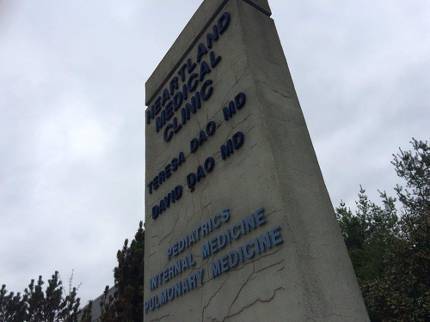 HEARTLAND
MEDICAL
CLINIC
TERESA DAO MD
DAVID DAO MD
PEDIATRICS
INTERNAL MEDICINE
PULMONARY MEDICINE